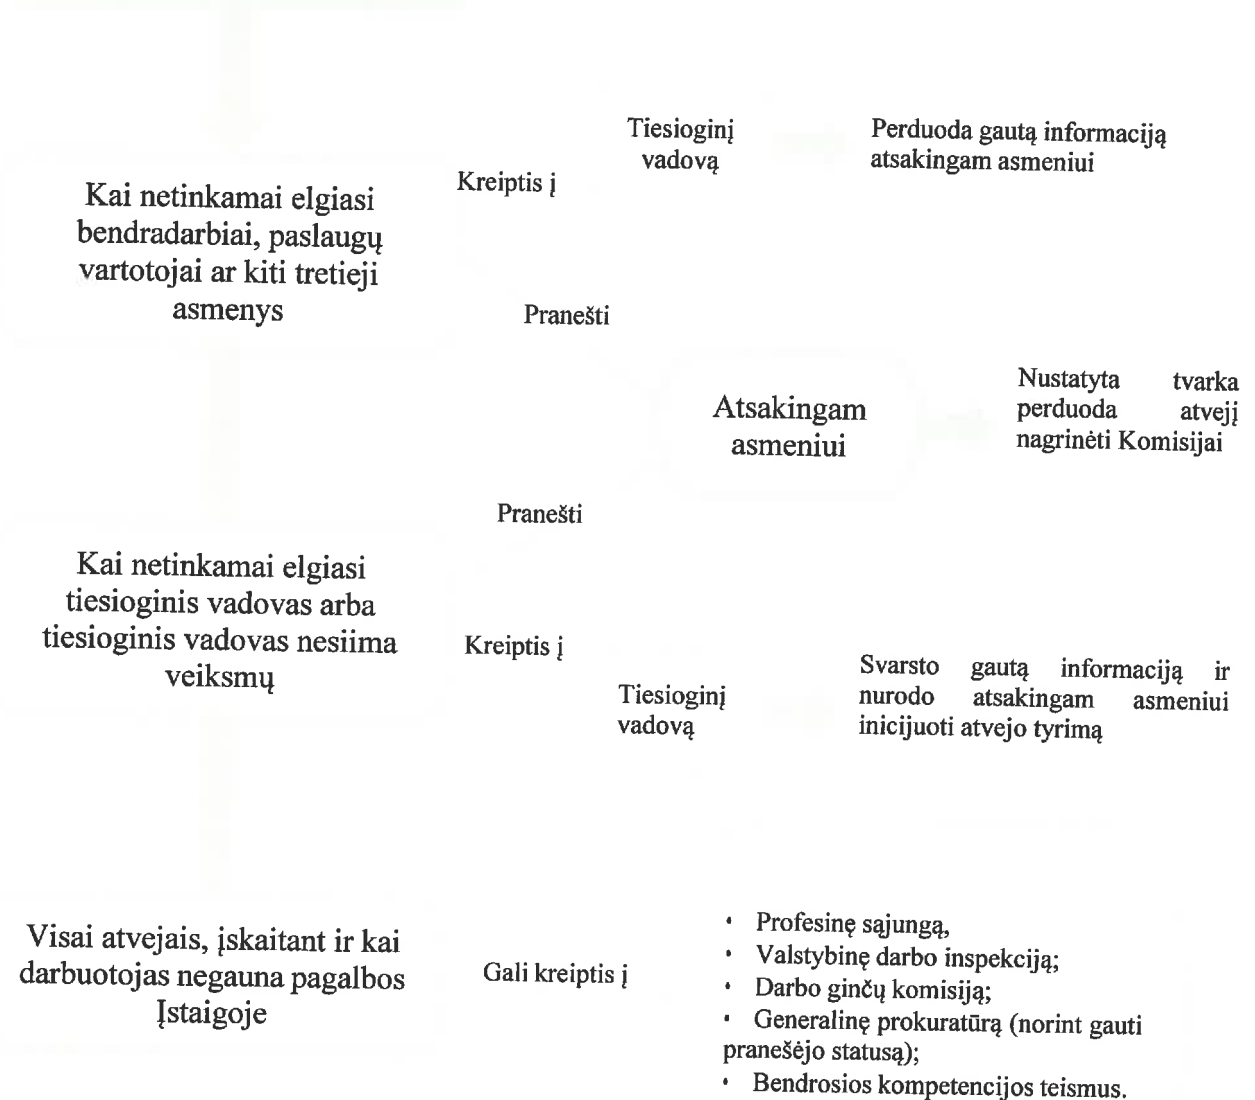 Tiesioginį
vadovą
Perduoda gautą informaciją
atsakingam asmeniui
Kreiptis į
Kai netinkamai elgiasi
bendradarbiai, paslaugų
vartotojai ar kiti tretieji
asmenys
Pranešti
Atsakingam
asmeniui
Nustatyta tvarka
perduoda atvejį
nagrinėti Komisijai
Pranešti
Kai netinkamai elgiasi
tiesioginis vadovas arba
tiesioginis vadovas nesiima
veiksmų
Kreiptis į
Tiesioginį
vadovą
Svarsto gautą informaciją ir
nurodo atsakingam asmeniui
inicijuoti atvejo tyrimą
Visai atvejais, įskaitant ir kai
darbuotojas negauna pagalbos
Įstaigoje
Gali kreiptis į
• Profesinę sąjungą,
• Valstybinę darbo inspekciją;
• Darbo ginčų komisiją;
• Generalinę prokuratūrą (norint gauti
pranešėjo statusą);
• Bendrosios kompetencijos teismus.